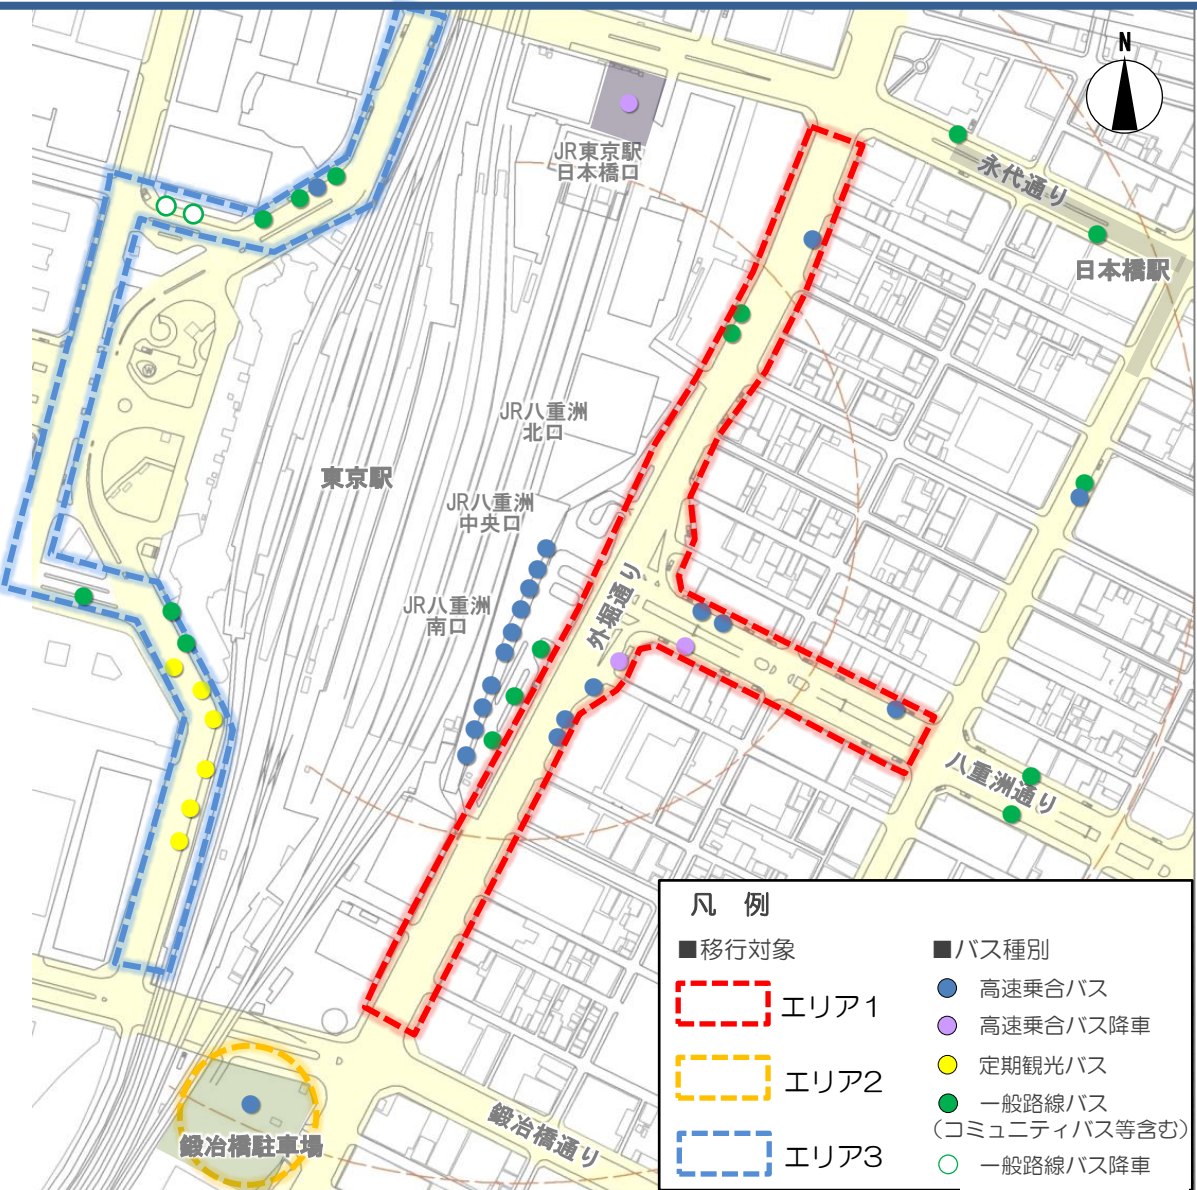 N
JR東京駅
日本橋口
永代通り
日本橋駅
JR八重洲
北口
東京駅
JR八重洲
中央口
外堀通り
JR八重洲
南口
八重洲通り
鍛冶橋駐車場
鍛冶橋通り
凡 例
■移行対象
エリア1
エリア2
エリア3
■バス種別
高速乗合バス
高速乗合バス降車
定期観光バス
一般路線バス
(コミュニティバス等含む)
一般路線バス降車